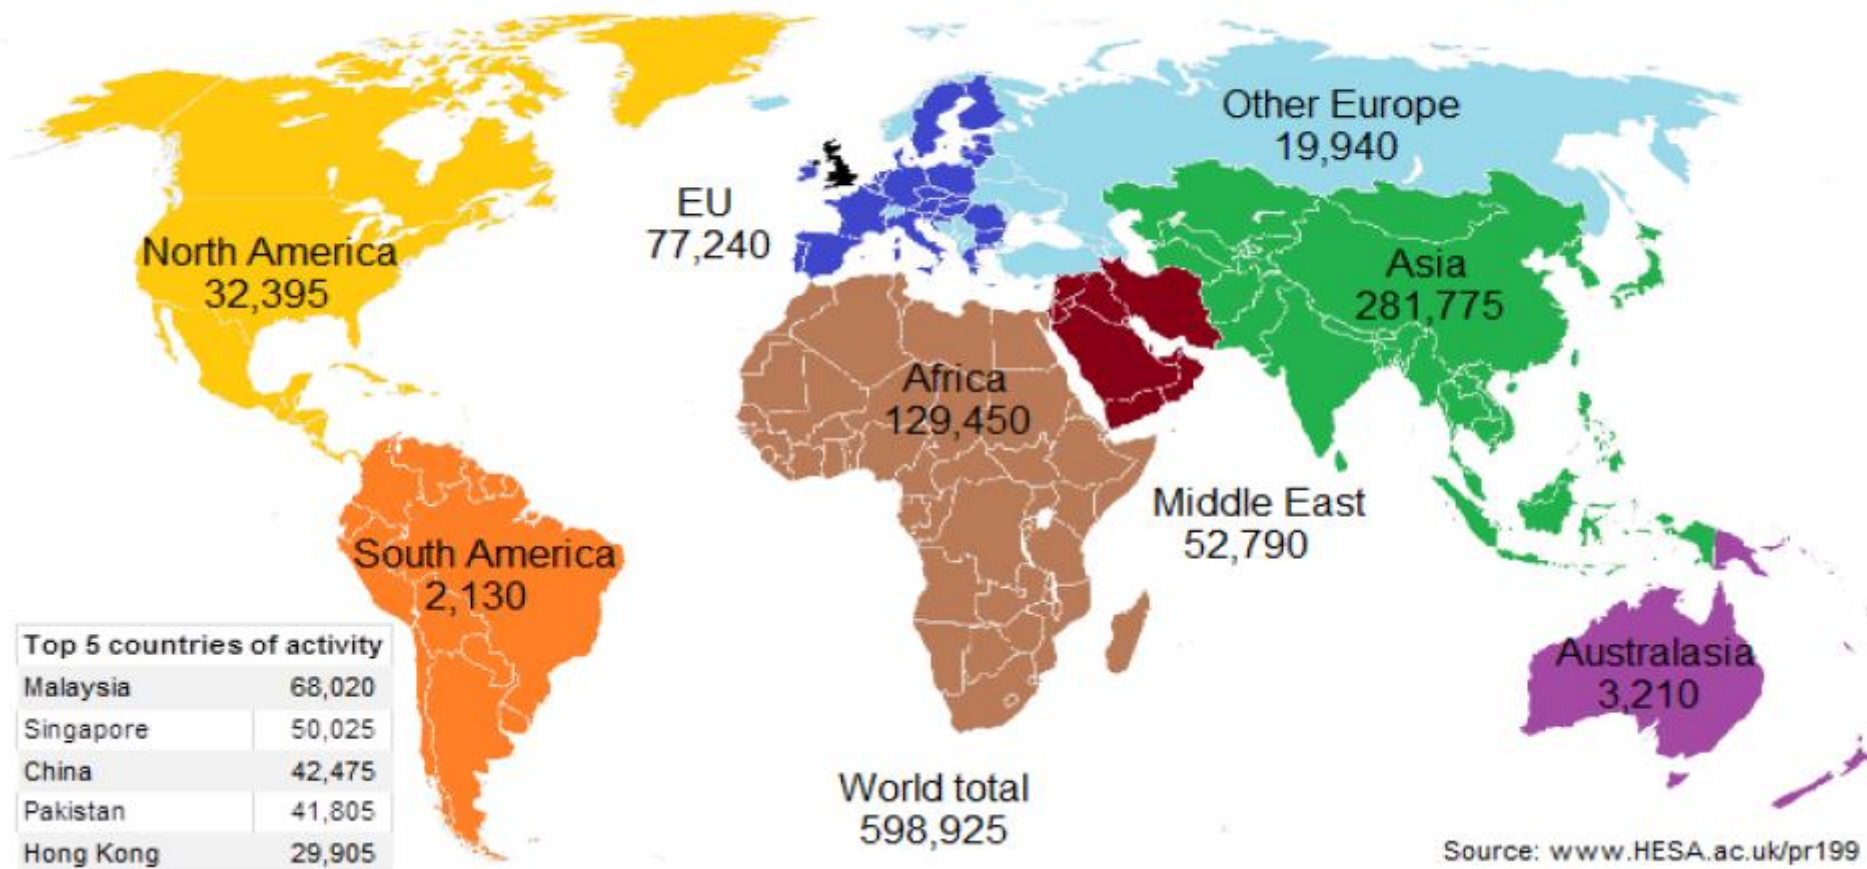 Other Europe
19,940
EU
77,240
North America
32,395
Asia
281,775
Africa
129,450
Middle East
52,790
South America
2,130
Australasia
3,210
Top 5 countries of activity
Malaysia 68,020
Singapore 50,025
China 42,475
Pakistan 41,805
Hong Kong 29,905
World total
598,925
Source: www.HESA.ac.uk/pr199